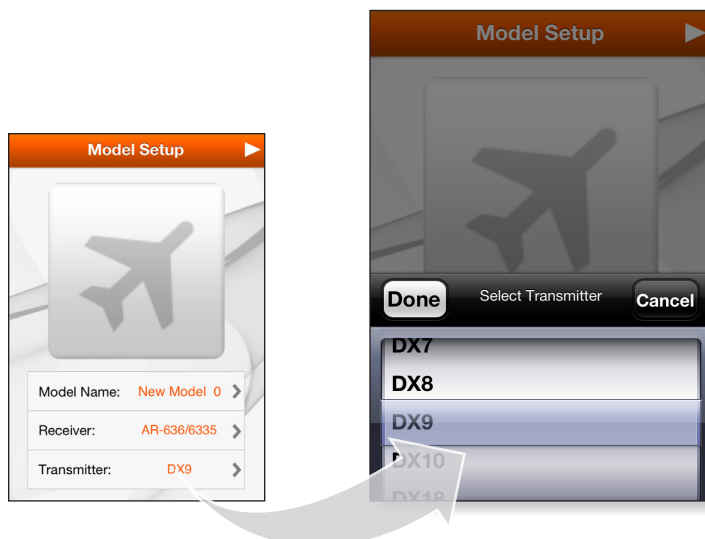 Model Setup
Model Name: New Model 0
Receiver: AR-636/6335
Transmitter: DX9
Model Setup
Done Select Transmitter Cancel
DX7
DX8
DX9
DX10
DX18